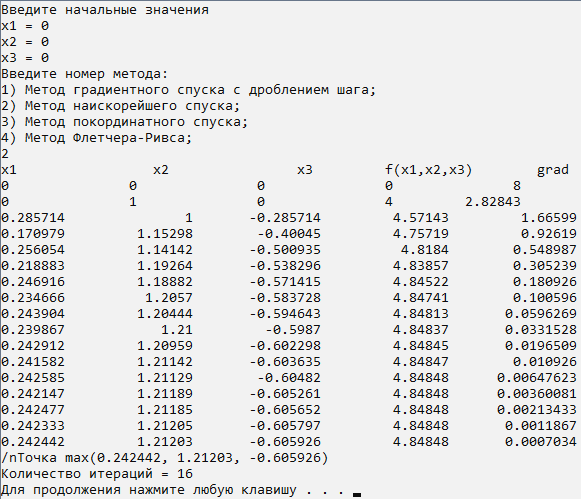 Введите начальные значения
x1 = 0
x2 = 0
x3 = 0
Введите номер метода:
1) Метод градиентного спуска с дроблением шага;
2) Метод наискорейшего спуска;
3) Метод покординатного спуска;
4) Метод Флетчера-Ривса;
2
x1 x2 x3 f(x1,x2,x3) grad
0 0 0 0 8
0 1 0 4 2.82843
0.285714 1 -0.285714 4.57143 1.66599
0.170979 1.15298 -0.40045 4.75719 0.92619
0.256054 1.14142 -0.500935 4.8184 0.548987
0.218883 1.19264 -0.538296 4.83857 0.305239
0.246916 1.18882 -0.571415 4.84522 0.180926
0.234666 1.2057 -0.583728 4.84741 0.100596
0.243904 1.20444 -0.594643 4.84813 0.0596269
0.239867 1.21 -0.5987 4.84837 0.0331528
0.242912 1.20959 -0.602298 4.84845 0.0196509
0.241582 1.21142 -0.603635 4.84847 0.010926
0.242585 1.21129 -0.60482 4.84848 0.00647623
0.242147 1.21189 -0.605261 4.84848 0.00360081
0.242477 1.21185 -0.605652 4.84848 0.00213433
0.242333 1.21205 -0.605797 4.84848 0.0011867
0.242442 1.21203 -0.605926 4.84848 0.0007034
/nТочка max(0.242442, 1.21203, -0.605926)
Количество итераций = 16
Для продолжения нажмите любую клавишу . . .